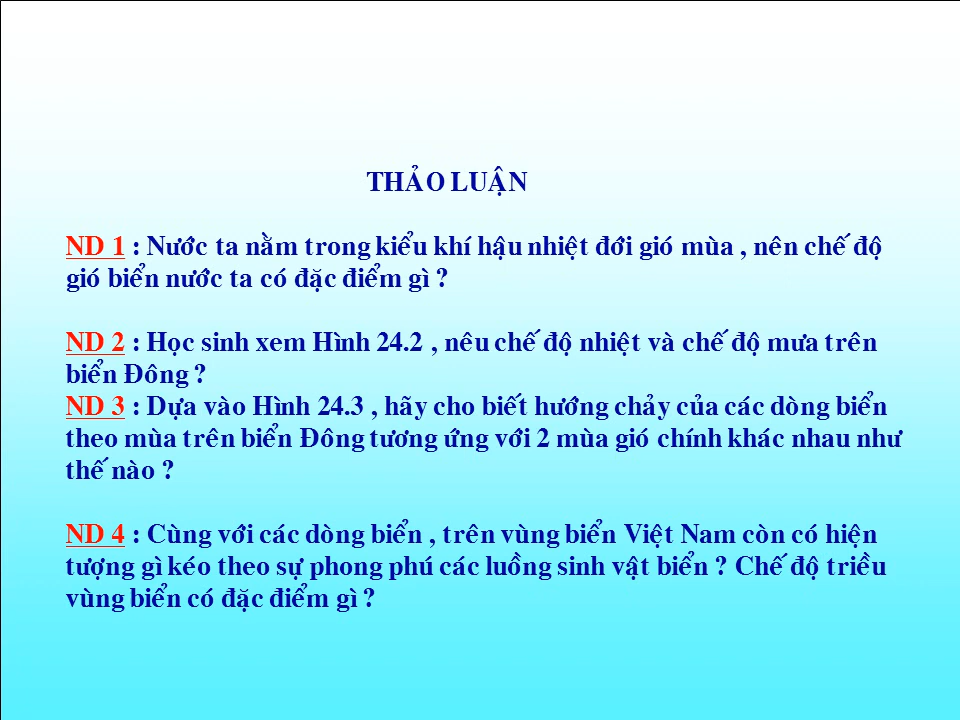 THẢO LUẬN
ND 1 : Nước ta nằm trong kiểu khí hậu nhiệt đới gió mùa , nên chế độ
gió biển nước ta có đặc điểm gì ?
ND 2 : Học sinh xem Hình 24.2 , nêu chế độ nhiệt và chế độ mưa trên
biển Đông ?
ND 3 : Dựa vào Hình 24.3 , hãy cho biết hướng chảy của các dòng biển
theo mùa trên biển Đông tương ứng với 2 mùa gió chính khác nhau như
thế nào ?
ND 4 : Cùng với các dòng biển , trên vùng biển Việt Nam còn có hiện
tượng gì kéo theo sự phong phú các luồng sinh vật biển ? Chế độ triều
vùng biển có đặc điểm gì ?